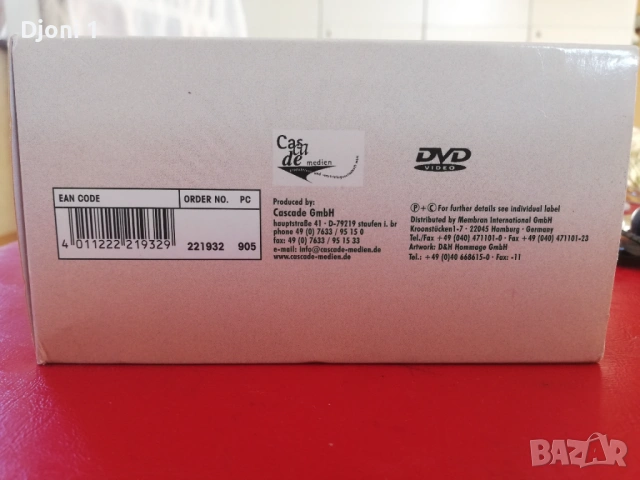 Djon: 1
Cas
ca
de medien
DVD
VIDEO
EAN CODE ORDER NO. PC
4 011222 219329
221932 905
Produced by:
Cascade GmbH
hauptstraße 41 · D-79219 staufen i. br
phone 49 (0) 7633 / 95 15 0
fax: 49 (0) 7633 / 95 15 33
e-mail: info@cascade-medien.de
www.cascade-medien.de
℗ + © For further details see individual label
Distributed by Membran International GmbH
Kroonstücken1-7 · 22045 Hamburg · Germany
Tel./Fax +49 (040) 471101-0 · Fax +49 (040) 471101-23
Artwork: D&N Hommage GmbH
Tel.: + 49 (0)40 668615-0 · Fax: -11
BAZAR